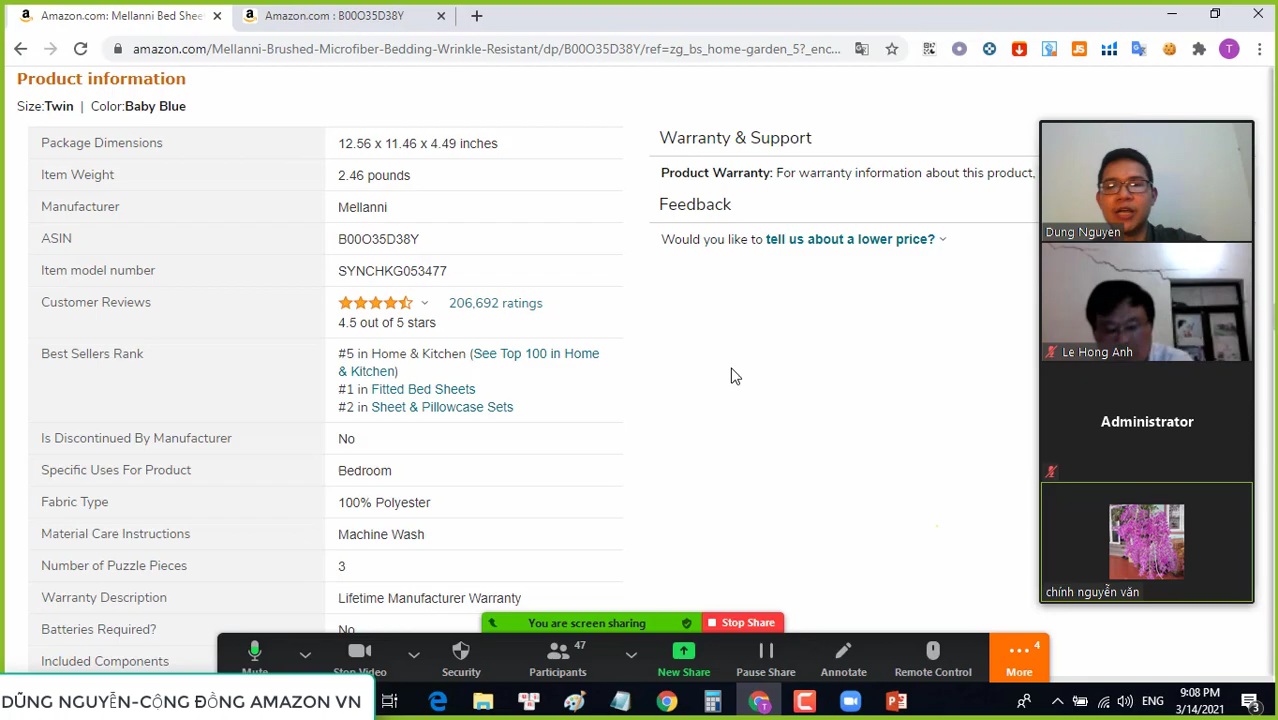 Amazon.com: Mellanni Bed Shee
Amazon.com : B00O35D38Y
amazon.com/Mellanni-Brushed-Microfiber-Bedding-Wrinkle-Resistant/dp/B00O35D38Y/ref=zg_bs_home-garden_5?_enc...
Product information
Size:Twin | Color:Baby Blue
Package Dimensions 12.56 x 11.46 x 4.49 inches
Item Weight 2.46 pounds
Manufacturer Mellanni
ASIN B00O35D38Y
Item model number SYNCHKG053477
Customer Reviews 206,692 ratings
4.5 out of 5 stars
Best Sellers Rank #5 in Home & Kitchen (See Top 100 in Home
& Kitchen)
#1 in Fitted Bed Sheets
#2 in Sheet & Pillowcase Sets
Is Discontinued By Manufacturer No
Specific Uses For Product Bedroom
Fabric Type 100% Polyester
Material Care Instructions Machine Wash
Number of Puzzle Pieces 3
Warranty Description Lifetime Manufacturer Warranty
Batteries Required? No
Included Components
Warranty & Support
Product Warranty: For warranty information about this product,
Feedback
Would you like to tell us about a lower price?
Dung Nguyen
Le Hong Anh
Administrator
chính nguyễn văn
You are screen sharing
Stop Share
Mute
Stop Video
Security
47
Participants
New Share
Pause Share
Annotate
Remote Control
4
More
DŨNG NGUYỄN-CỘNG ĐỒNG AMAZON VN
ENG
9:08 PM
3/14/2021
3
T
JS